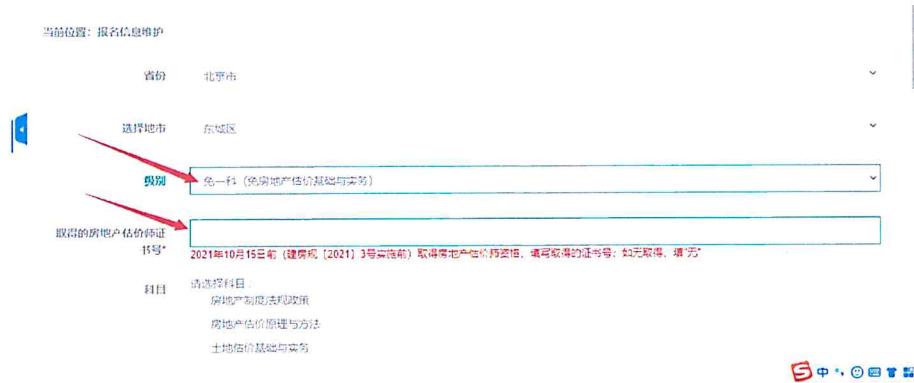 当前位置：报名信息维护
省份 北京市
选择地市 东城区
级别 免一科（免房地产估价基础与实务）
取得的房地产估价师证
书号*
2021年10月15日前（建房规〔2021〕3号实施前）取得房地产估价师资格，填写取得的证书号；如无取得，填"无"
科目 请选择科目：
房地产制度法规政策
房地产估价原理与方法
土地估价基础与实务
中